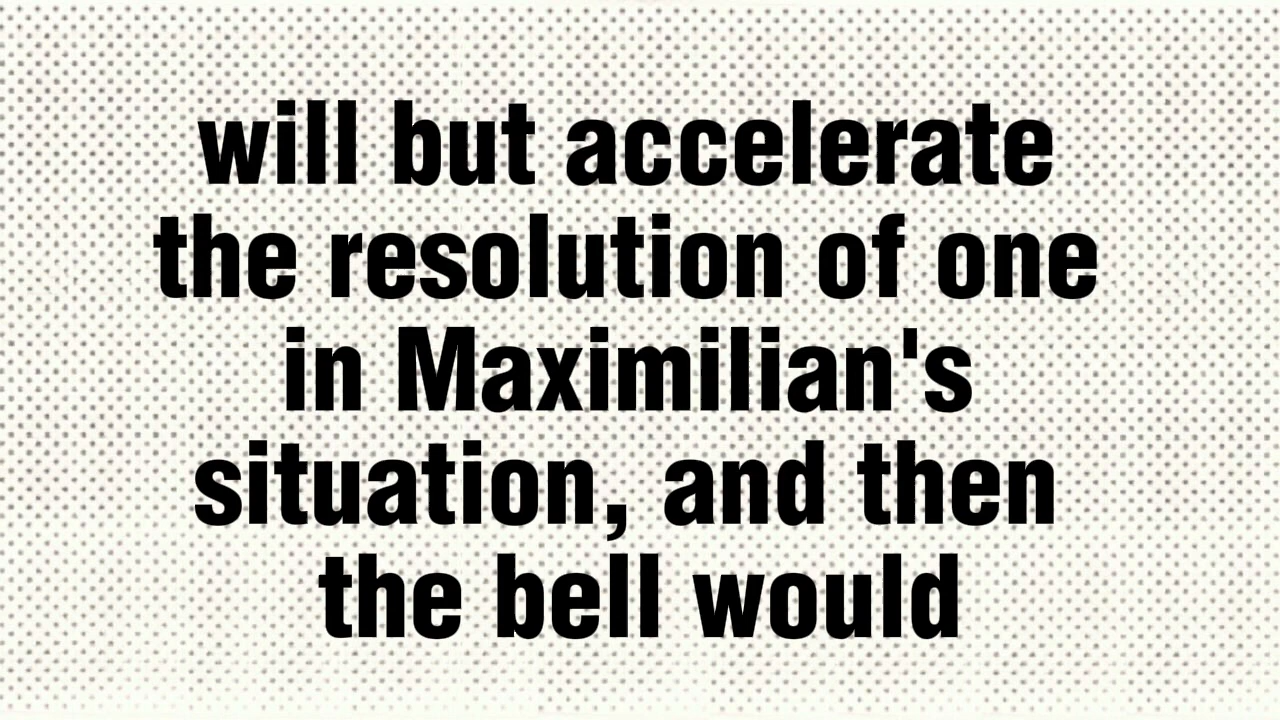 will but accelerate
the resolution of one
in Maximilian's
situation, and then
the bell would